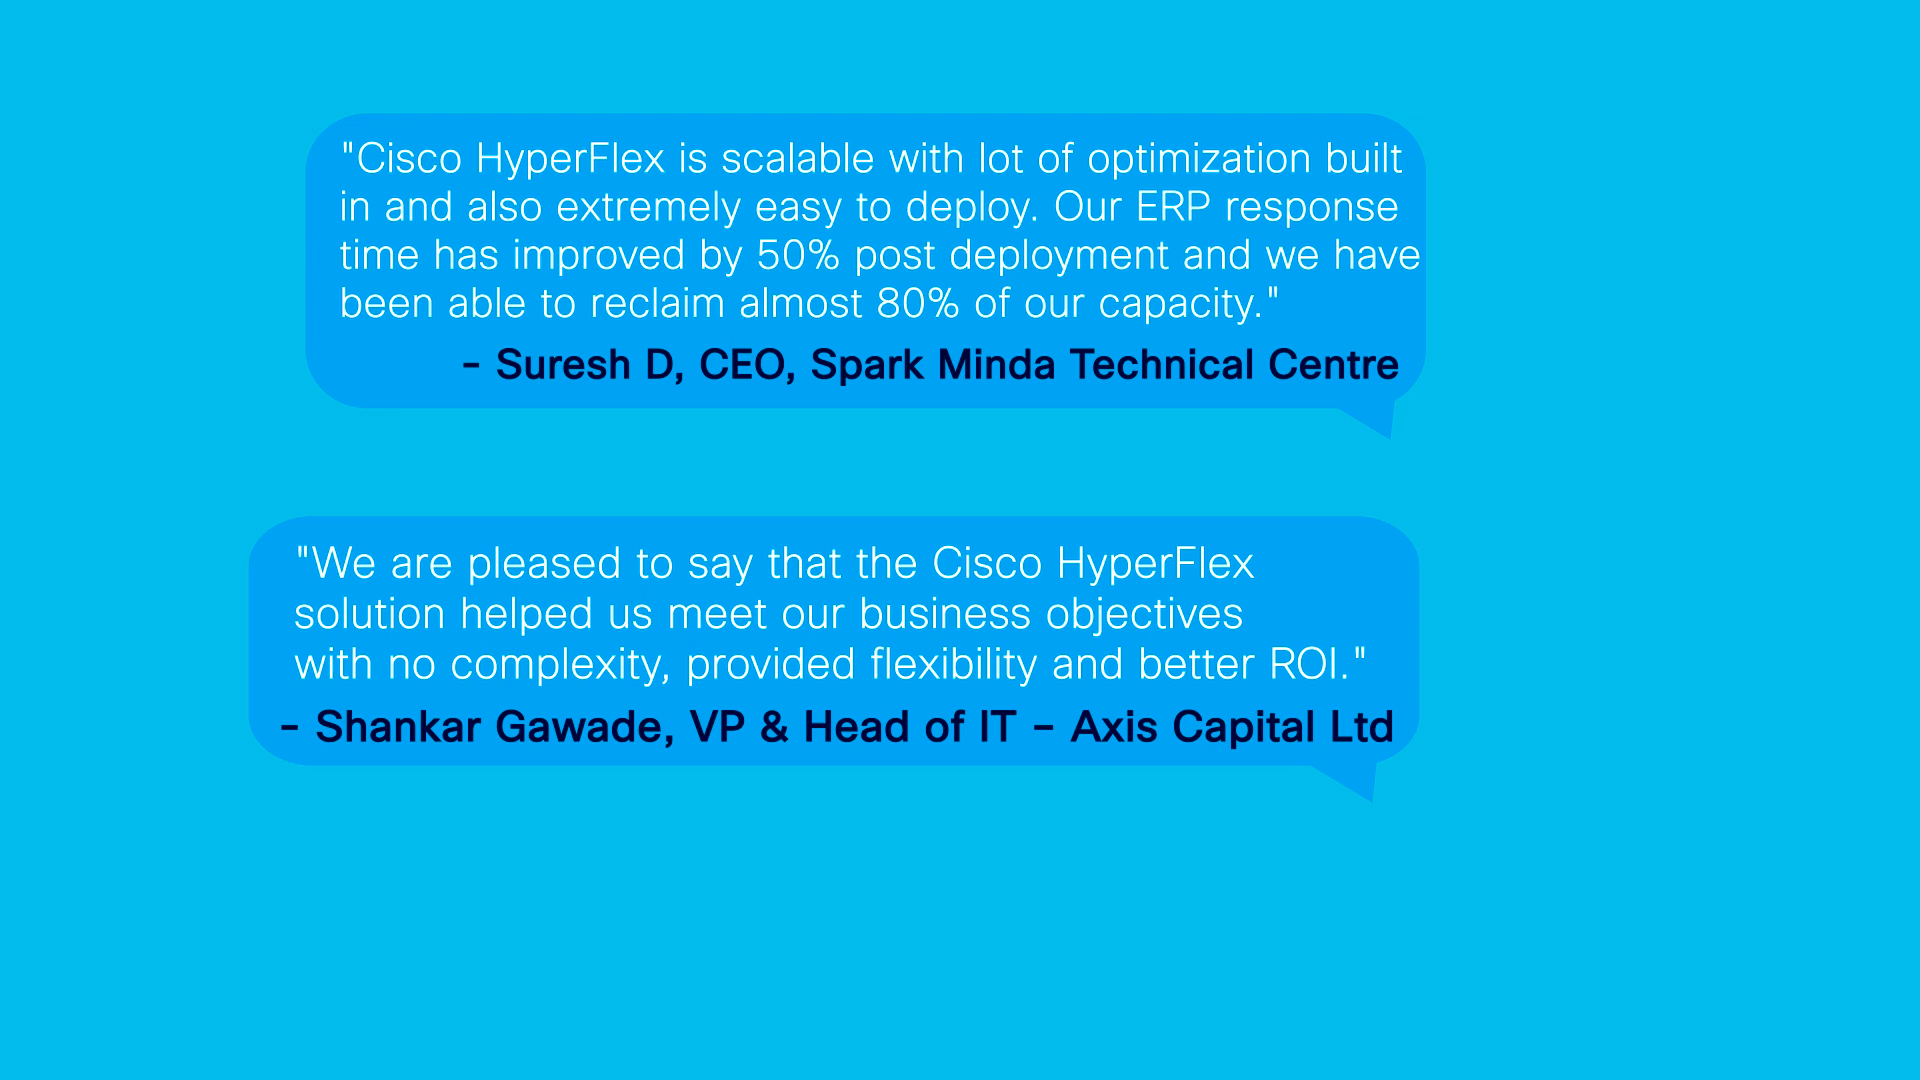 "Cisco HyperFlex is scalable with lot of optimization built
in and also extremely easy to deploy. Our ERP response
time has improved by 50% post deployment and we have
been able to reclaim almost 80% of our capacity."
- Suresh D, CEO, Spark Minda Technical Centre
"We are pleased to say that the Cisco HyperFlex
solution helped us meet our business objectives
with no complexity, provided flexibility and better ROI."
- Shankar Gawade, VP & Head of IT – Axis Capital Ltd